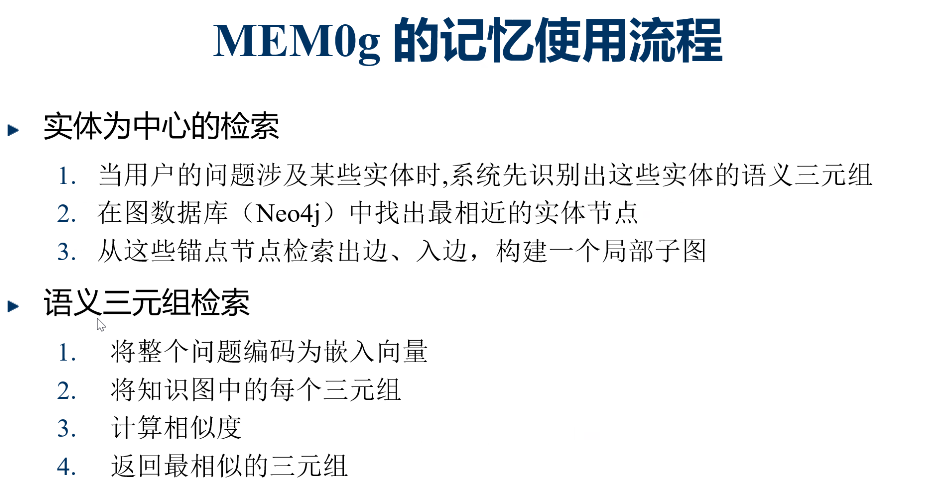 MEM0g 的记忆使用流程
实体为中心的检索
1. 当用户的问题涉及某些实体时,系统先识别出这些实体的语义三元组
2. 在图数据库（Neo4j）中找出最相近的实体节点
3. 从这些锚点节点检索出边、入边，构建一个局部子图
语义三元组检索
1. 将整个问题编码为嵌入向量
2. 将知识图中的每个三元组
3. 计算相似度
4. 返回最相似的三元组